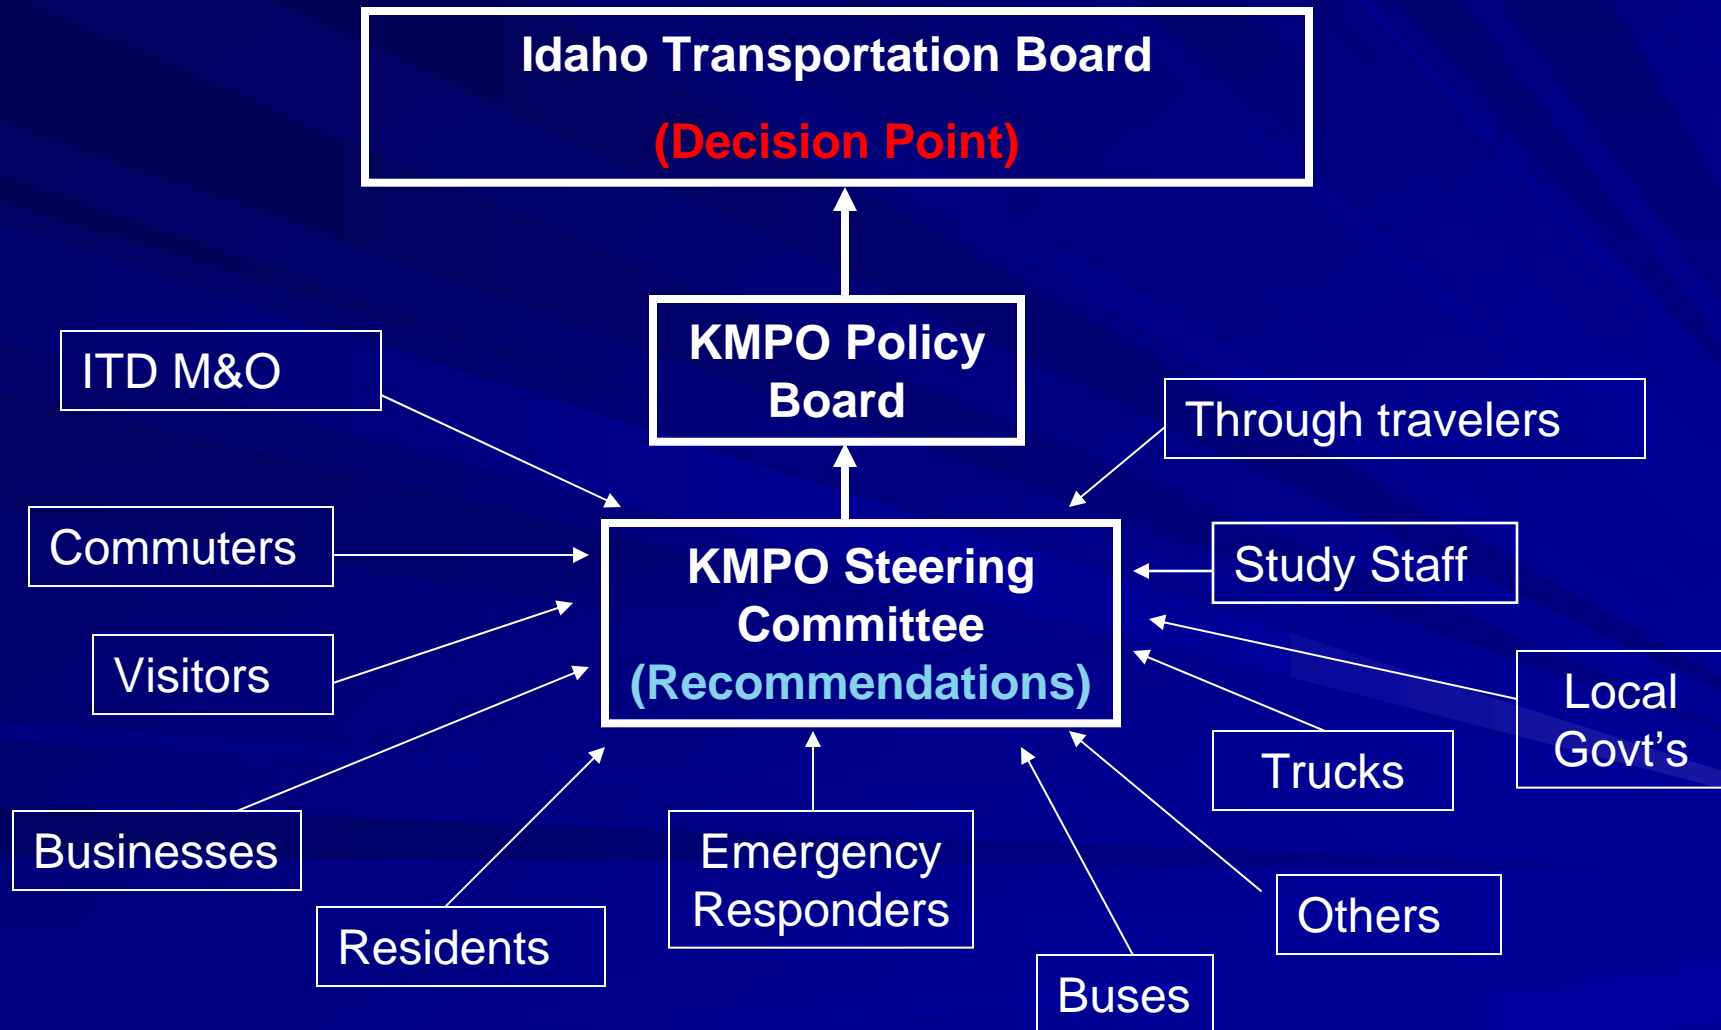 Idaho Transportation Board
(Decision Point)
KMPO Policy
Board
ITD M&O
Through travelers
Commuters
KMPO Steering
Committee
(Recommendations)
Study Staff
Visitors
Local
Govt’s
Trucks
Businesses
Emergency
Responders
Residents
Others
Buses